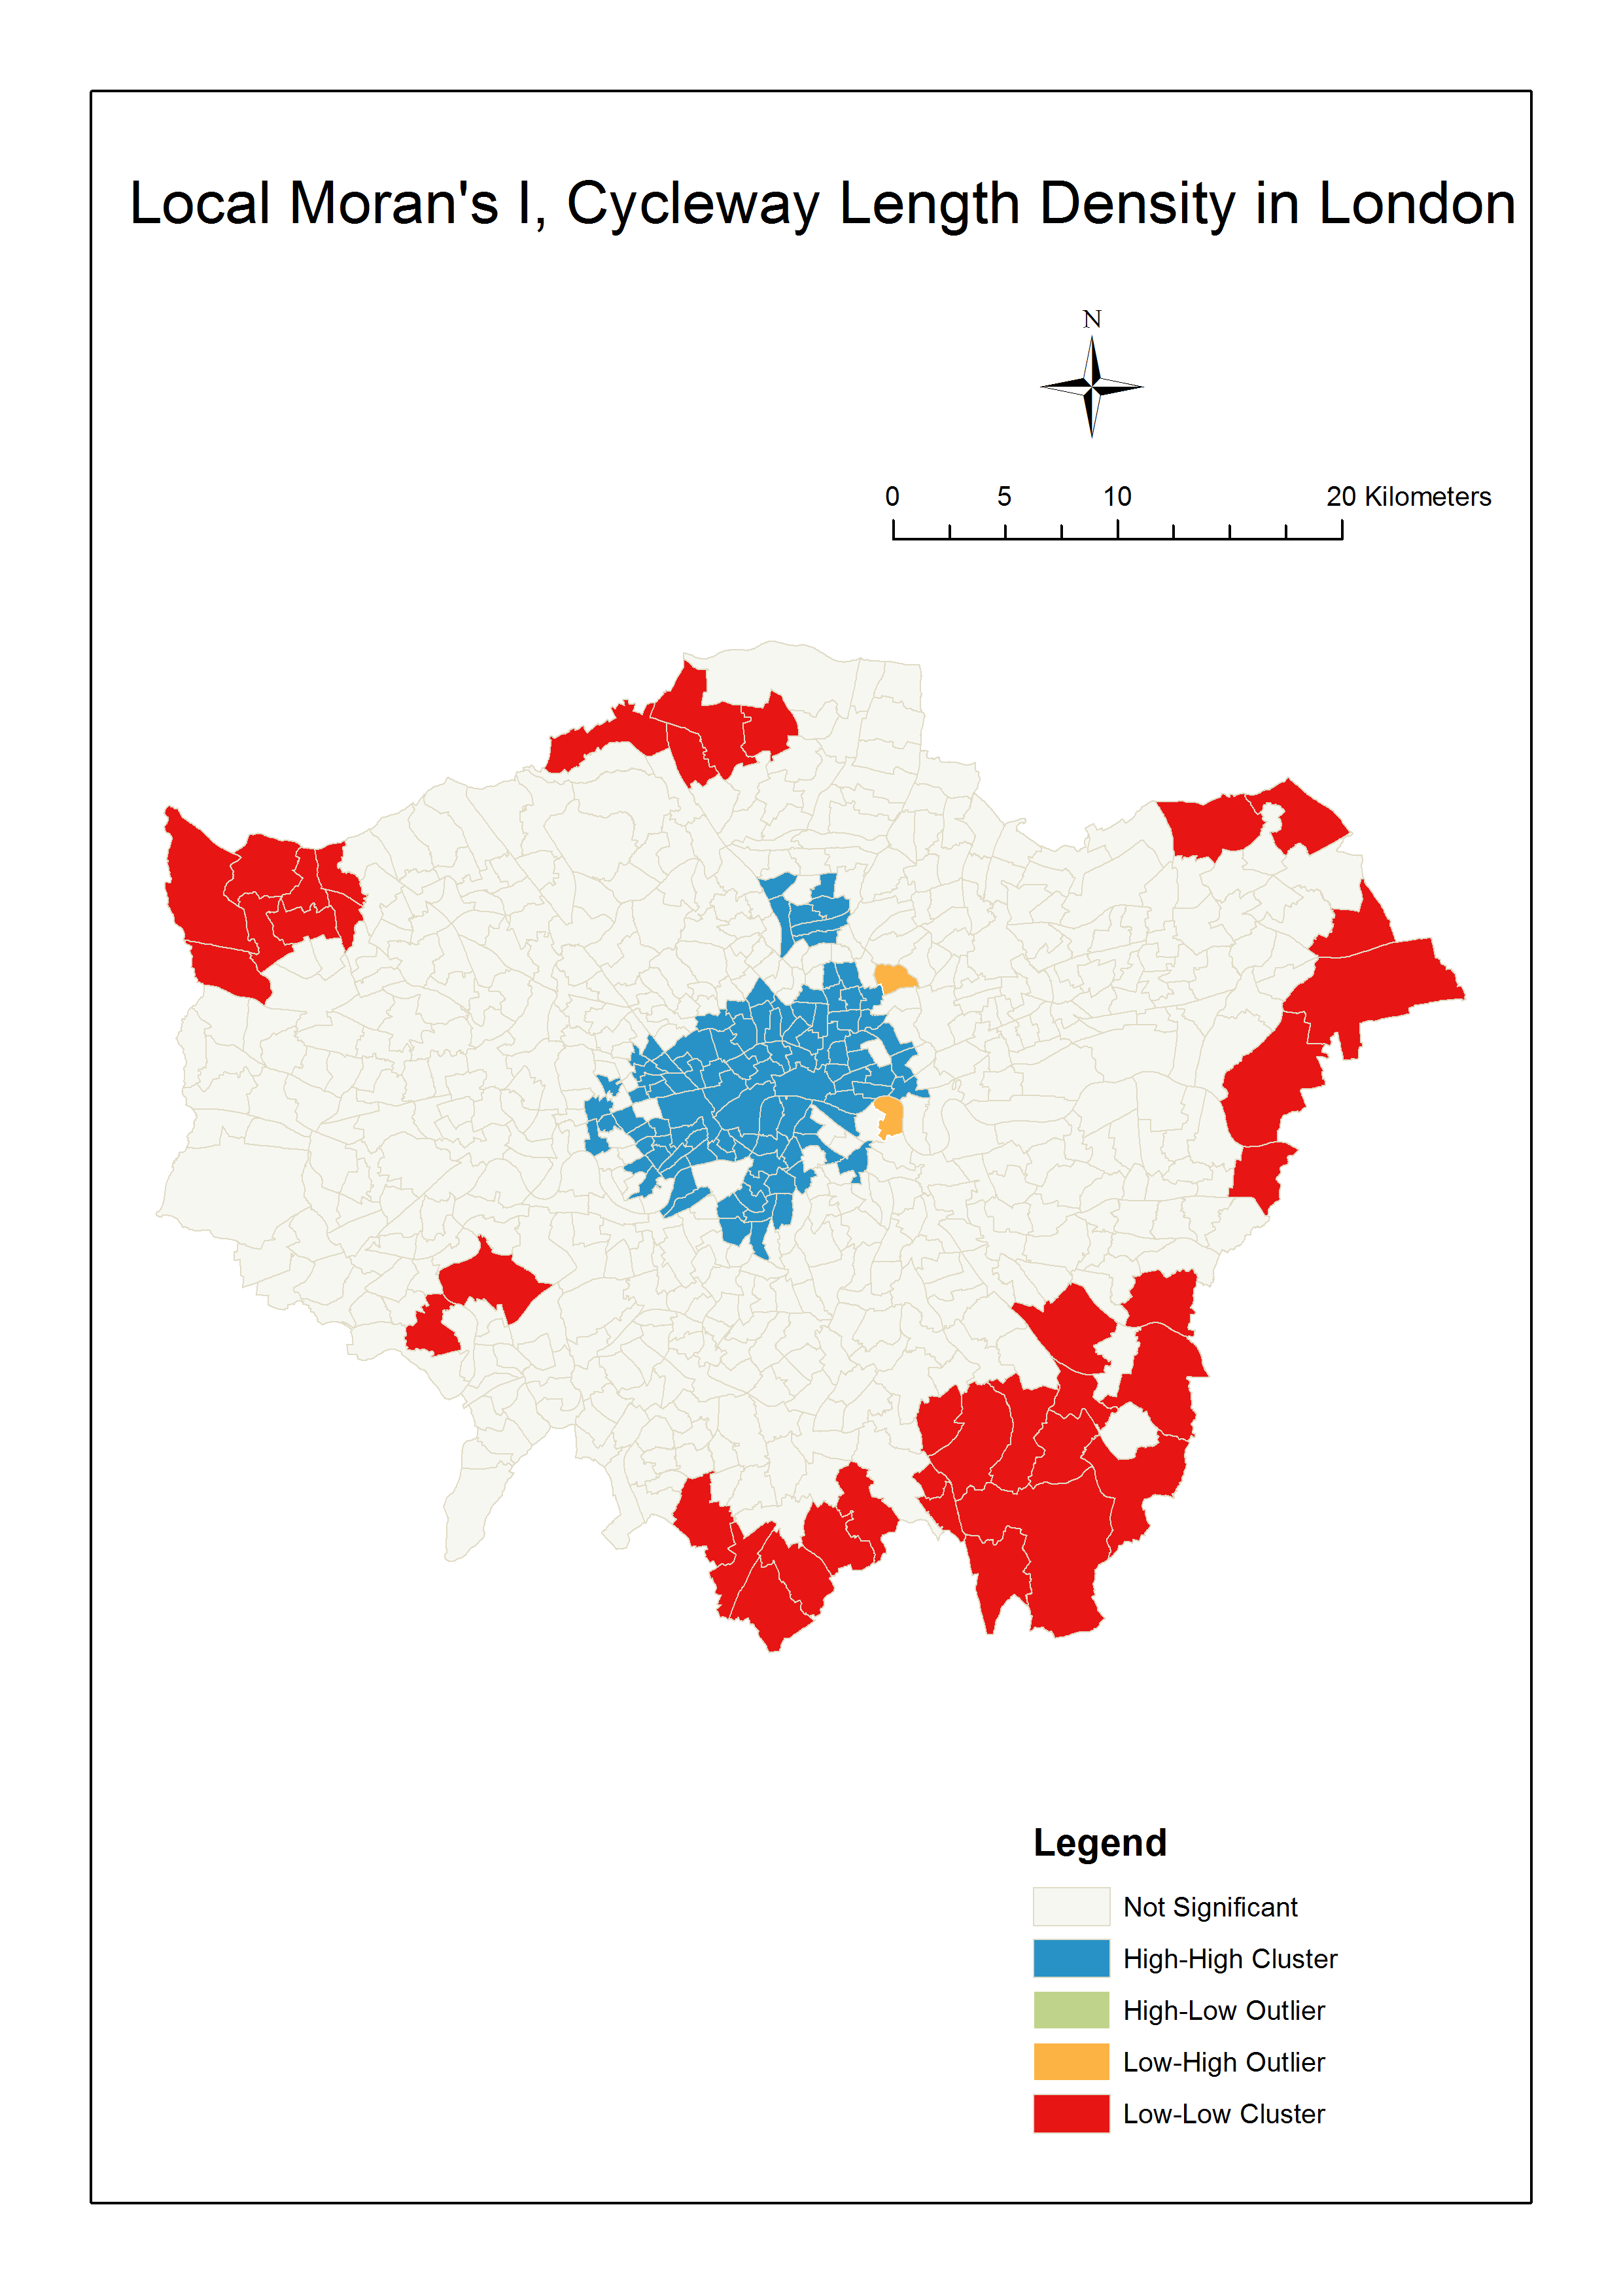 Local Moran's I, Cycleway Length Density in London
N
0 5 10 20 Kilometers
Legend
Not Significant
High-High Cluster
High-Low Outlier
Low-High Outlier
Low-Low Cluster